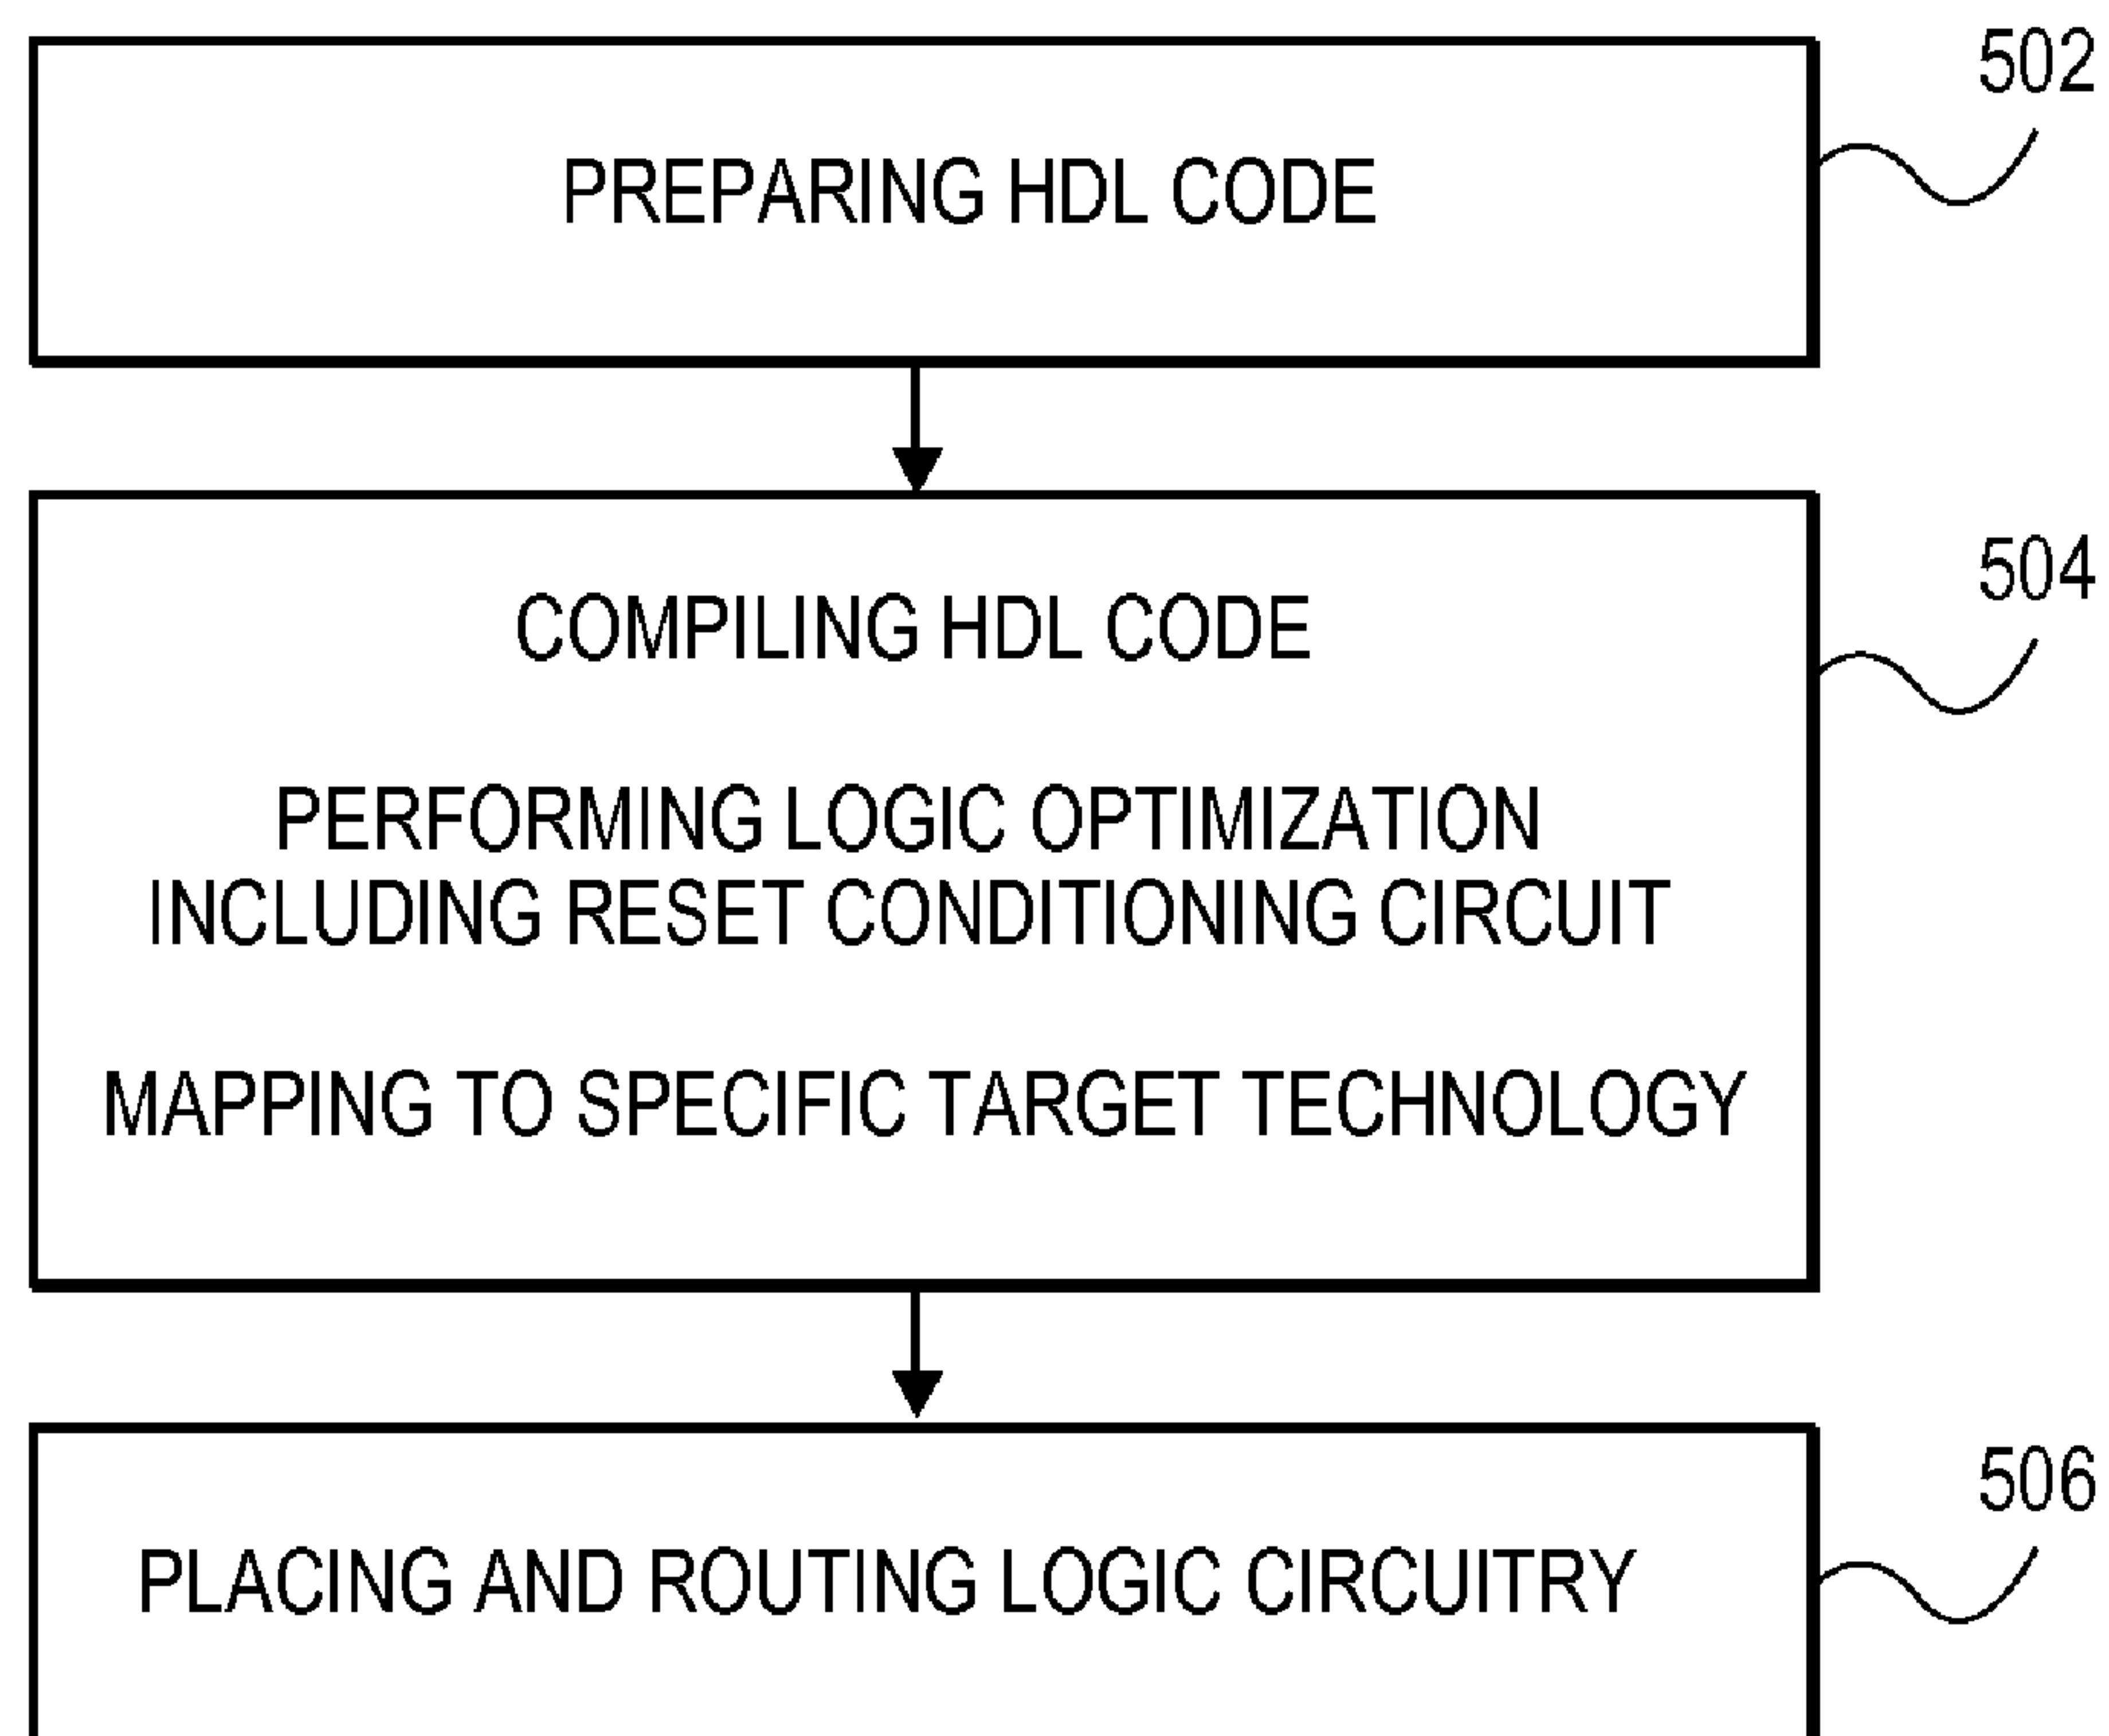 502
PREPARING HDL CODE
504
COMPILING HDL CODE
PERFORMING LOGIC OPTIMIZATION
INCLUDING RESET CONDITIONING CIRCUIT
MAPPING TO SPECIFIC TARGET TECHNOLOGY
506
PLACING AND ROUTING LOGIC CIRCUITRY